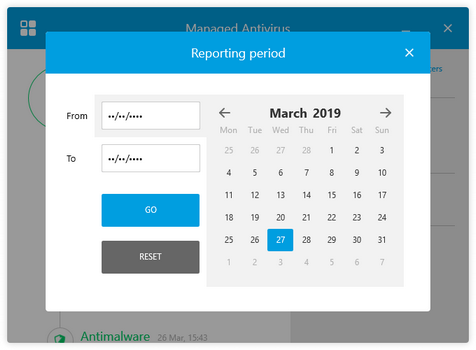 Managed Antivirus
Reporting period
From ••/••/••••
To ••/••/••••
GO
RESET
March 2019
Mon Tue Wed Thu Fri Sat Sun
25 26 27 28 1 2 3
4 5 6 7 8 9 10
11 12 13 14 15 16 17
18 19 20 21 22 23 24
25 26 27 28 29 30 31
1 2 3 4 5 6 7
Antimalware 26 Mar, 15:43